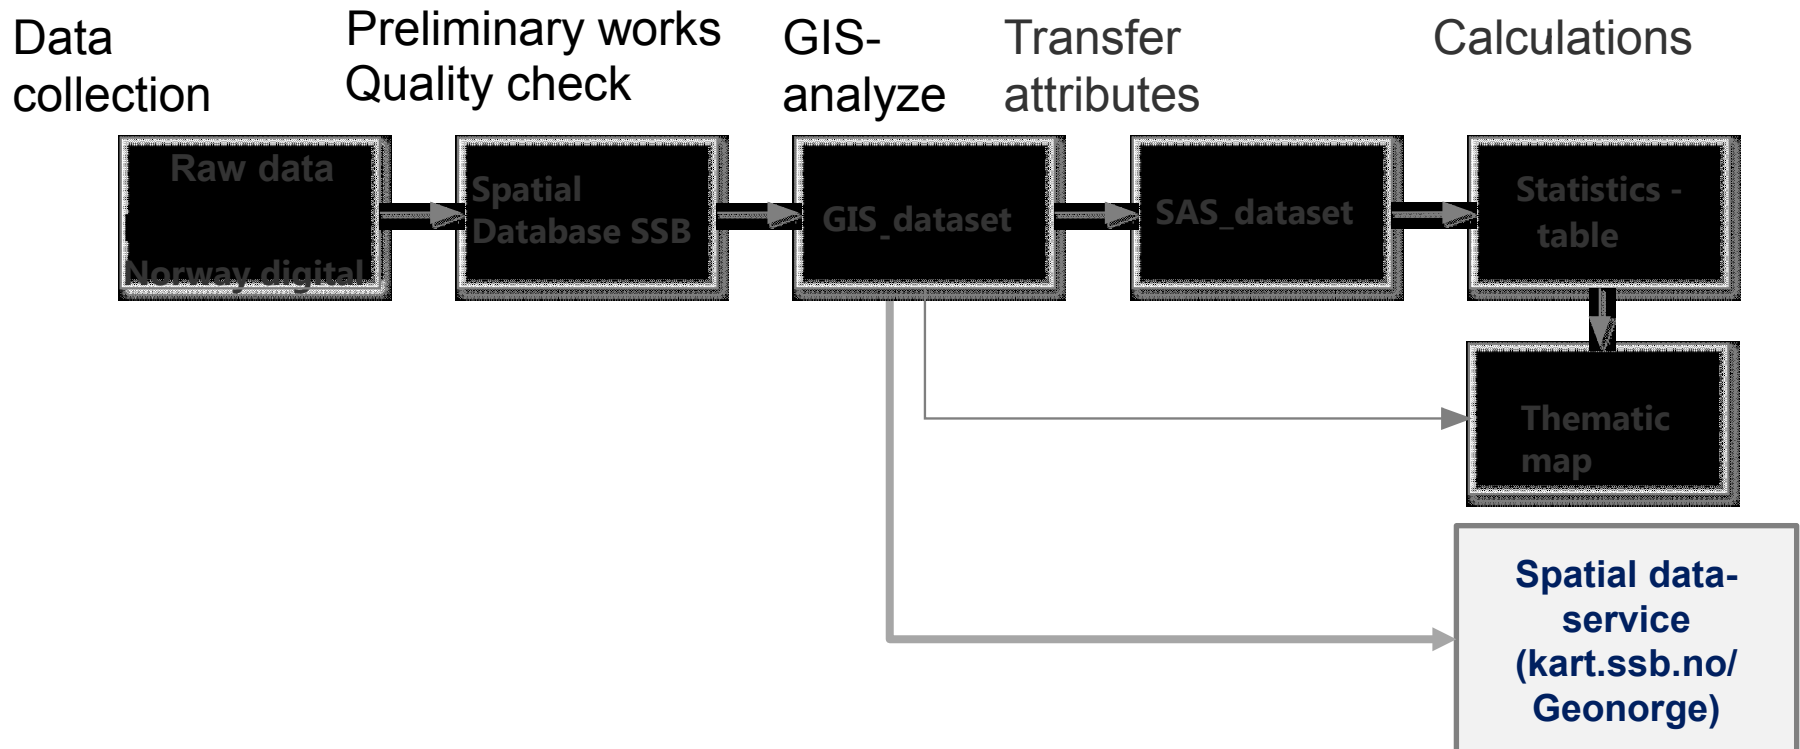 Data
collection
Preliminary works
Quality check
GIS-
analyze
Transfer
attributes
Calculations
Raw data
Norway digital
Spatial
Database SSB
GIS_dataset
SAS_dataset
Statistics -
table
Thematic
map
Spatial data-
service
(kart.ssb.no/
Geonorge)